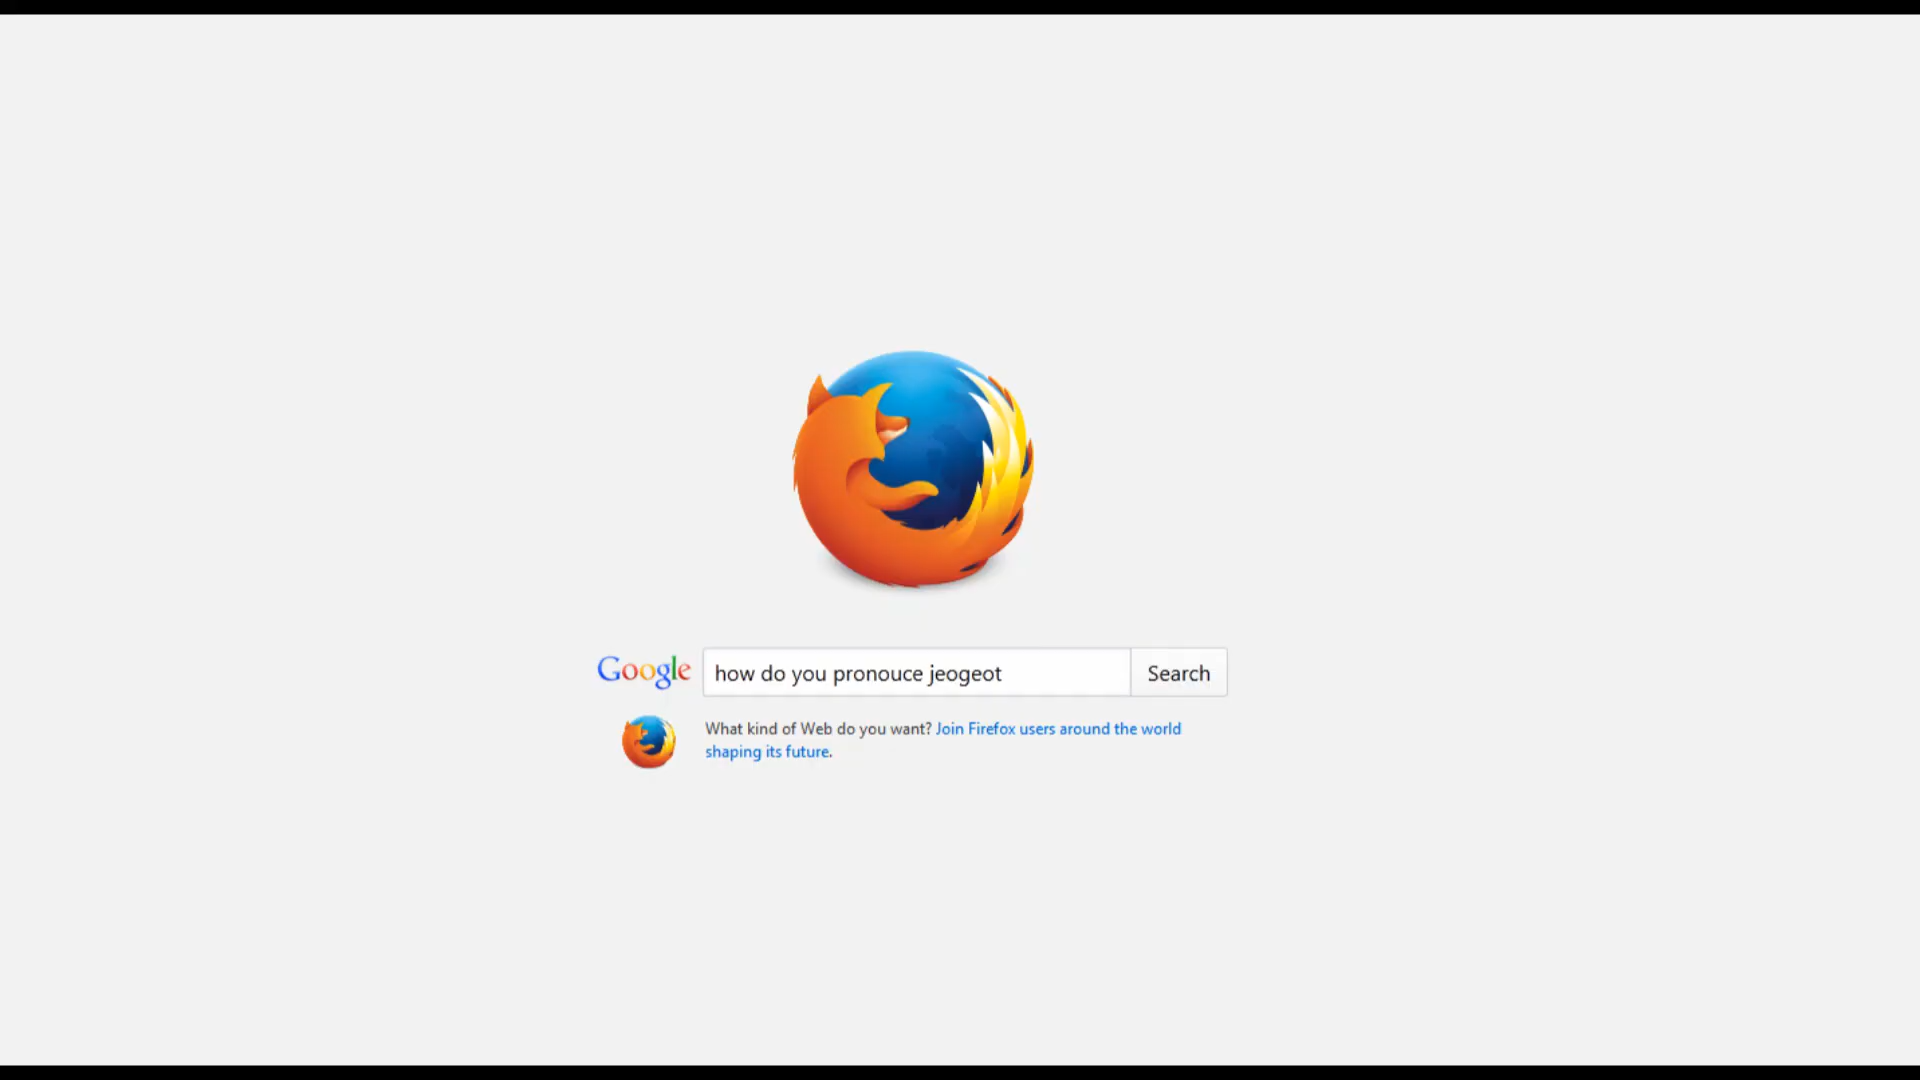 Google how do you pronouce jeogeot Search
What kind of Web do you want? Join Firefox users around the world
shaping its future.